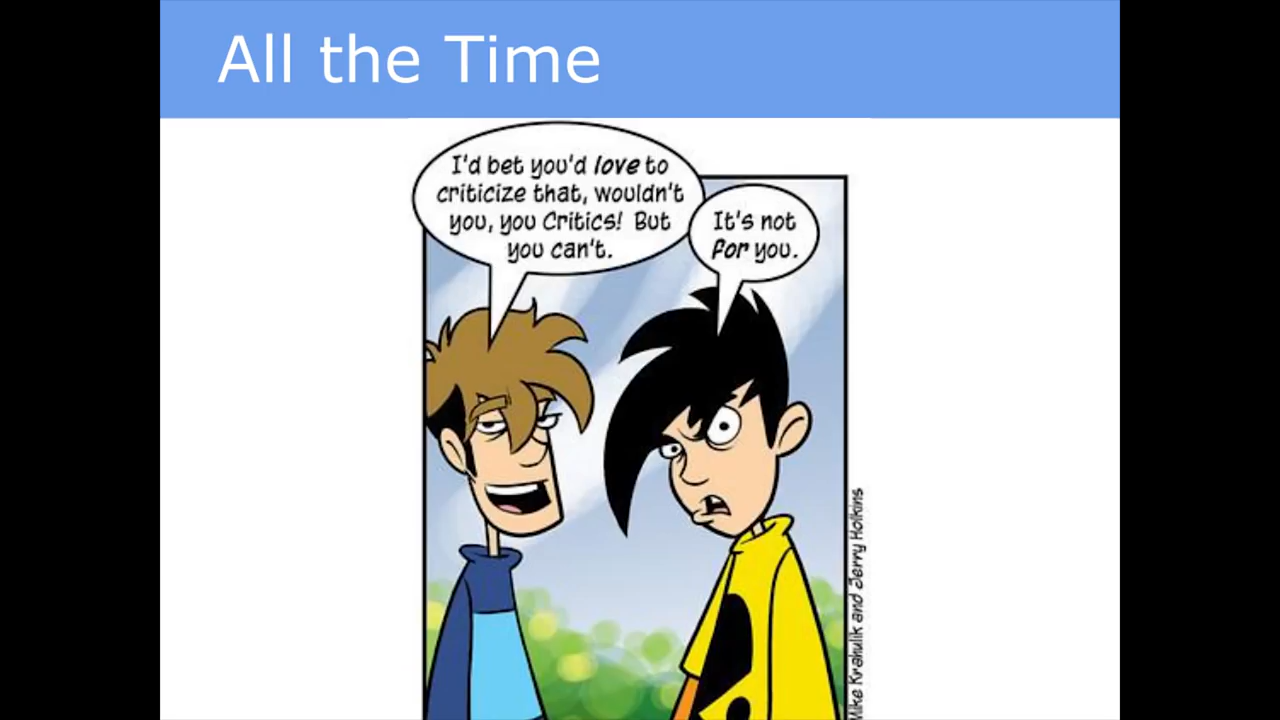 All the Time
I'd bet you'd love to
criticize that, wouldn't
you, you Critics! But
you can't.
It's not
for you.
Mike Krahulik and Jerry Holkins